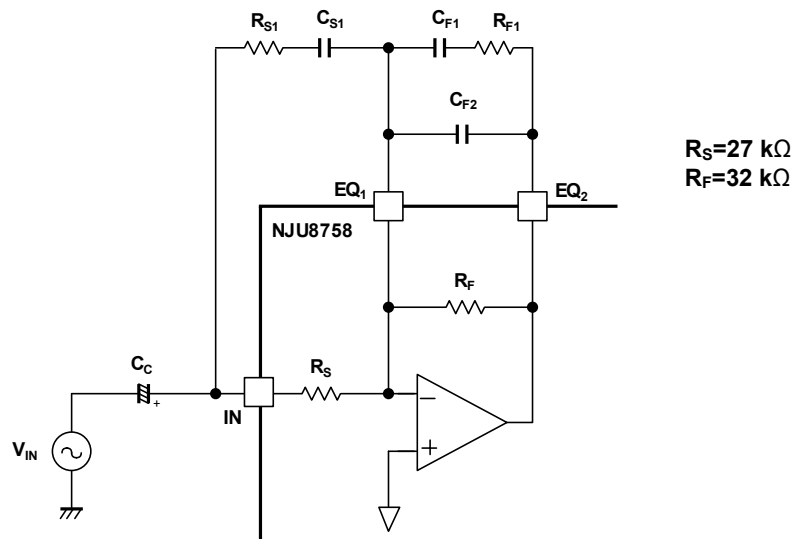 RS1
CS1
CF1
RF1
CF2
RS=27 kΩ
RF=32 kΩ
EQ1
EQ2
NJU8758
RF
CC
RS
+
IN
−
+
VIN